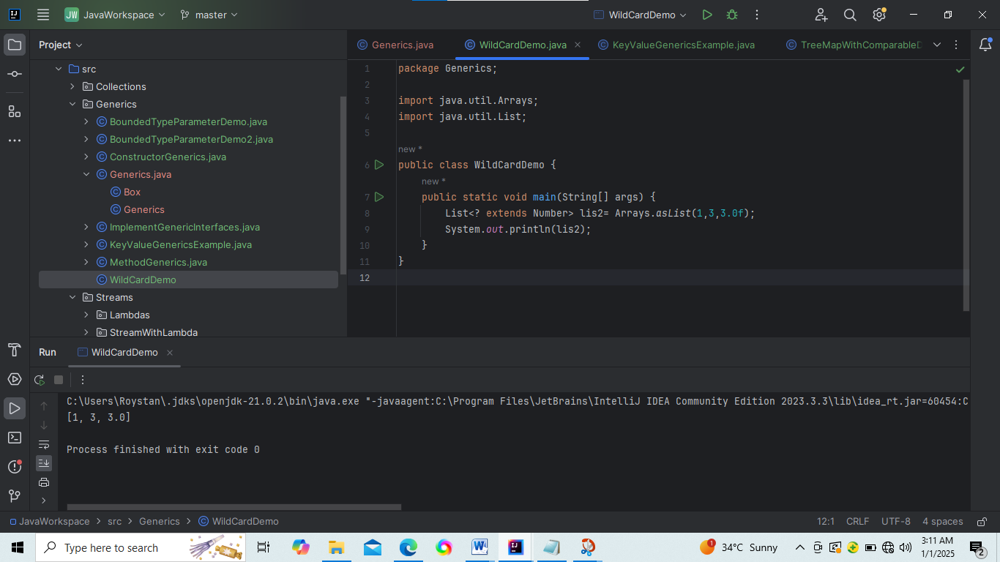 JW JavaWorkspace master WildCardDemo
Project
src
Collections
Generics
BoundedTypeParameterDemo.java
BoundedTypeParameterDemo2.java
ConstructorGenerics.java
Generics.java
Box
Generics
ImplementGenericInterfaces.java
KeyValueGenericsExample.java
MethodGenerics.java
WildCardDemo
Streams
Lambdas
StreamWithLambda
Generics.java WildCardDemo.java KeyValueGenericsExample.java TreeMapWithComparableD
1 package Generics;
2
3 import java.util.Arrays;
4 import java.util.List;
5
new *
6 public class WildCardDemo {
new *
7 public static void main(String[] args) {
8 List<? extends Number> lis2= Arrays.asList(1,3,3.0f);
9 System.out.println(lis2);
10 }
11 }
12
Run WildCardDemo
C:\Users\Roystan\.jdks\openjdk-21.0.2\bin\java.exe "-javaagent:C:\Program Files\JetBrains\IntelliJ IDEA Community Edition 2023.3.3\lib\idea_rt.jar=60454:C
[1, 3, 3.0]
Process finished with exit code 0
JavaWorkspace > src > Generics > WildCardDemo 12:1 CRLF UTF-8 4 spaces
Type here to search 1 34°C Sunny 3:11 AM
1/1/2025 2